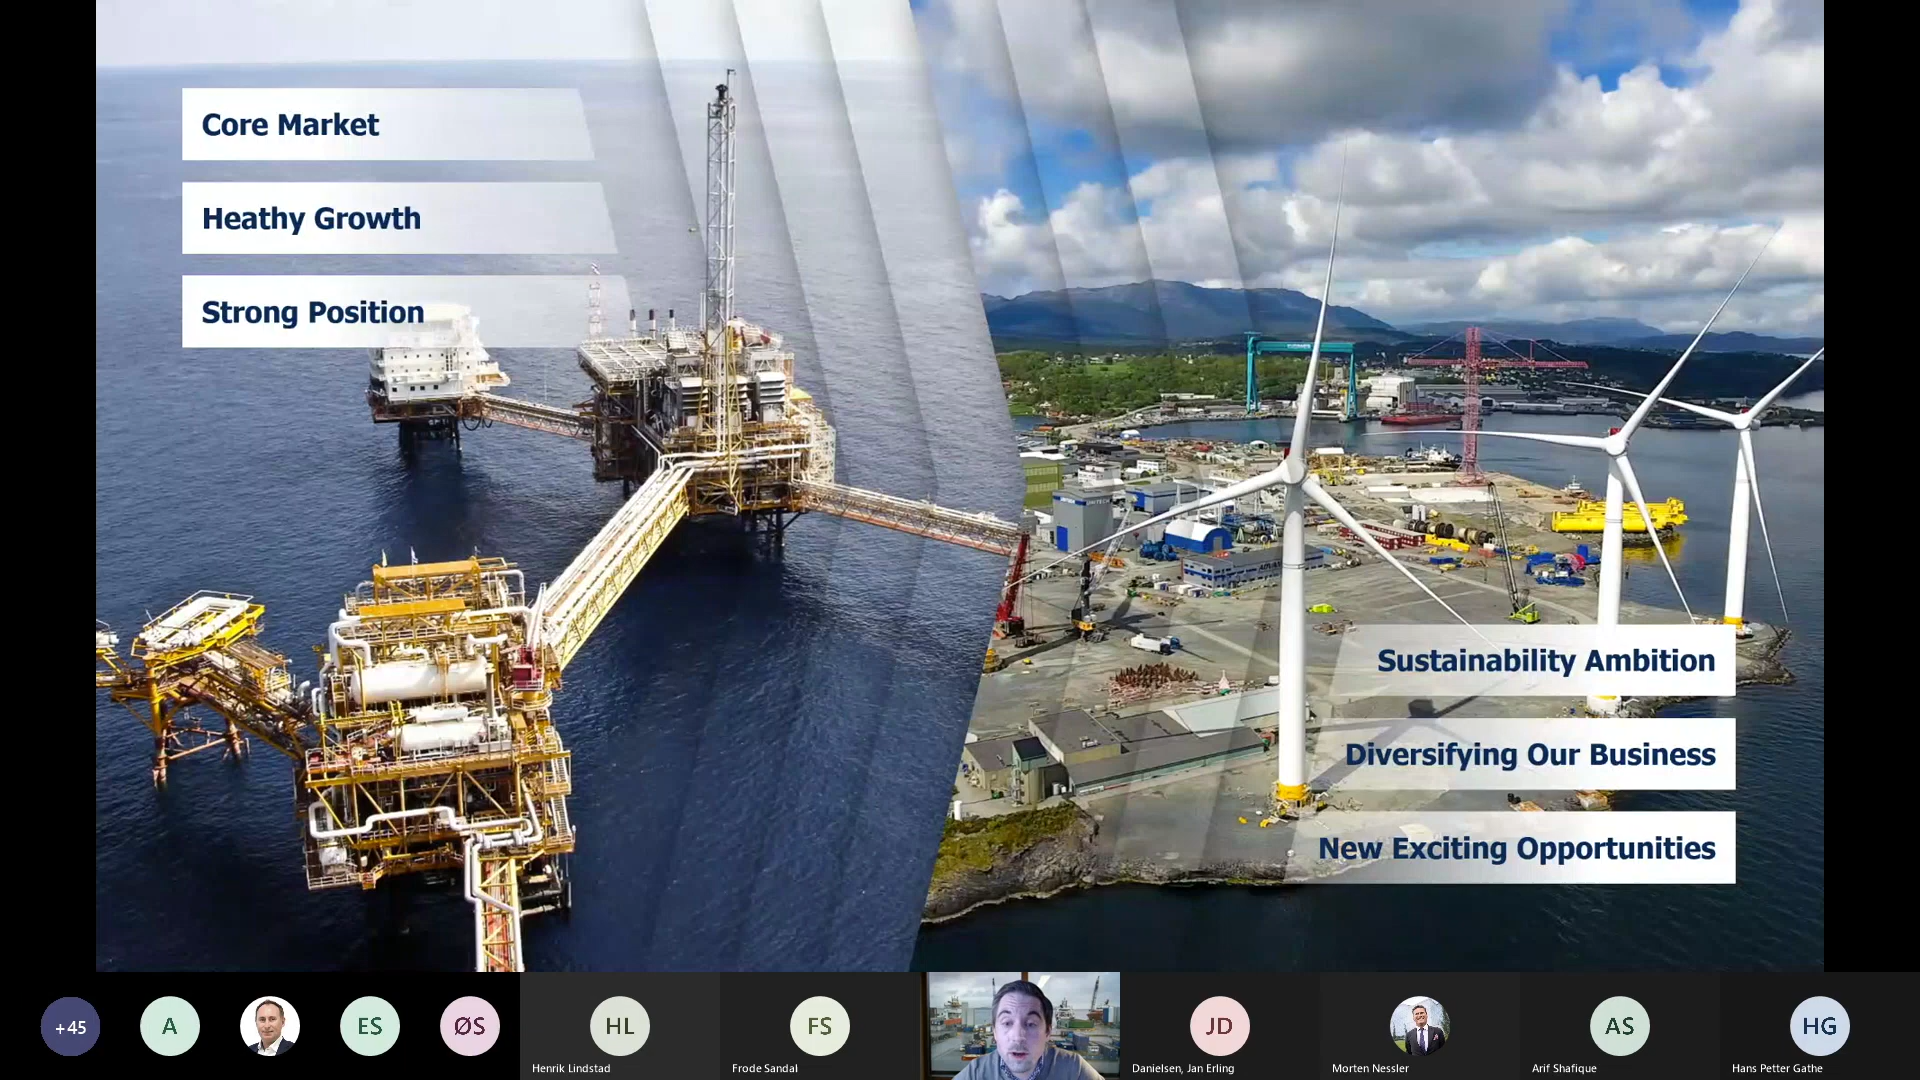 Core Market
Heathy Growth
Strong Position
Sustainability Ambition
Diversifying Our Business
New Exciting Opportunities
+45
A
ES
ØS
HL
FS
JD
AS
HG
Henrik Lindstad
Frode Sandal
Danielsen, Jan Erling
Morten Nessler
Arif Shafique
Hans Petter Gathe